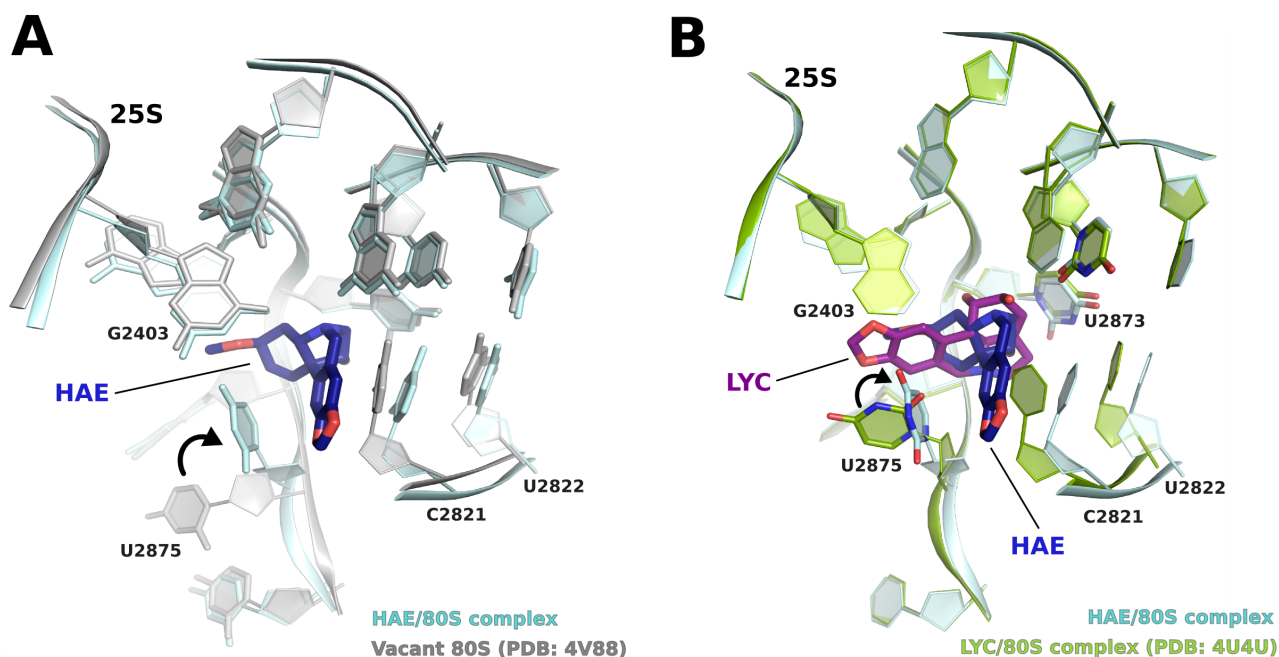 A
25S
G2403
HAE
U2875
U2822
C2821
HAE/80S complex
Vacant 80S (PDB: 4V88)
B
25S
G2403
U2873
LYC
U2875
U2822
C2821
HAE
HAE/80S complex
LYC/80S complex (PDB: 4U4U)